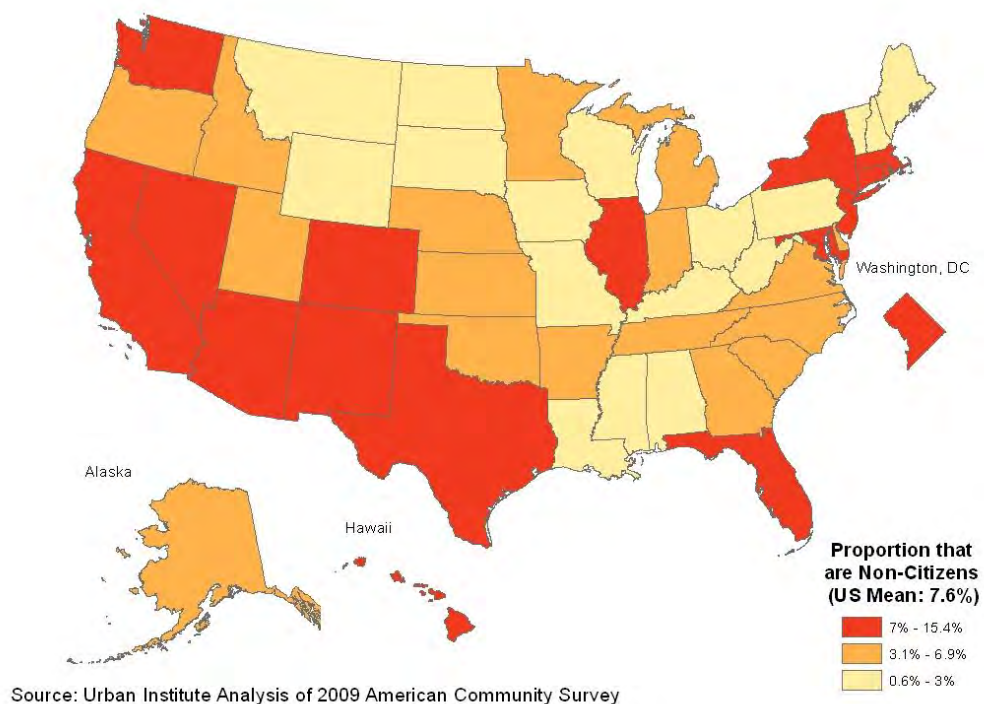 Washington, DC
Alaska
Hawaii
Proportion that
are Non-Citizens
(US Mean: 7.6%)
7% - 15.4%
3.1% - 6.9%
0.6% - 3%
Source: Urban Institute Analysis of 2009 American Community Survey